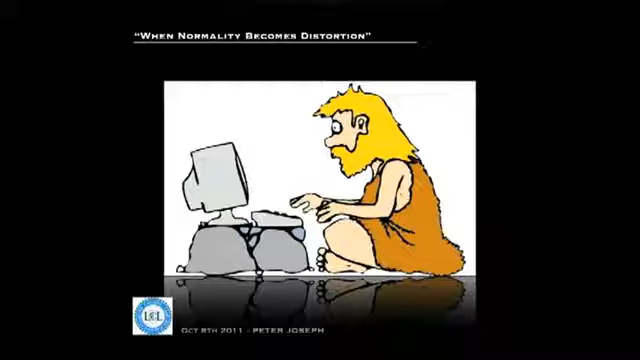 “When Normality Becomes Distortion”
Oct 8th 2011 - Peter Joseph